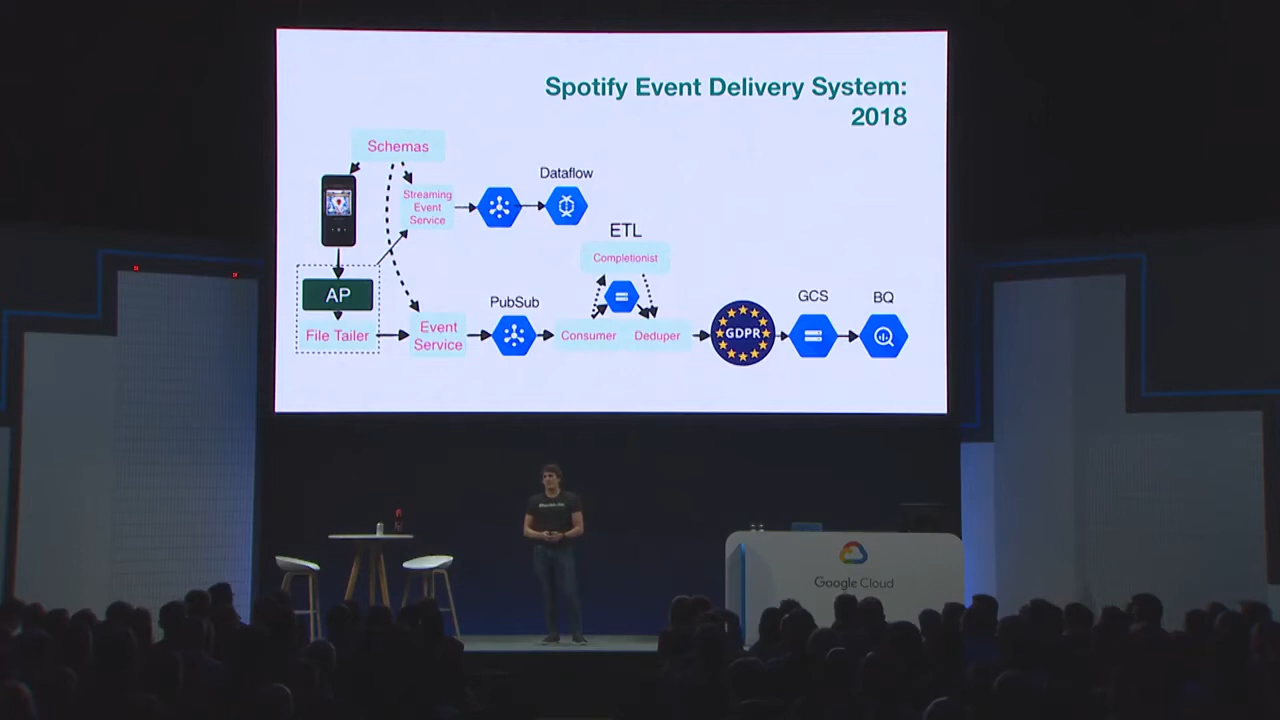 Spotify Event Delivery System:
2018
Schemas
Dataflow
Streaming
Event
Service
ETL
Completionist
AP
PubSub
GCS
BQ
File Tailer
Event
Service
Consumer
Deduper
GDPR
Google Cloud